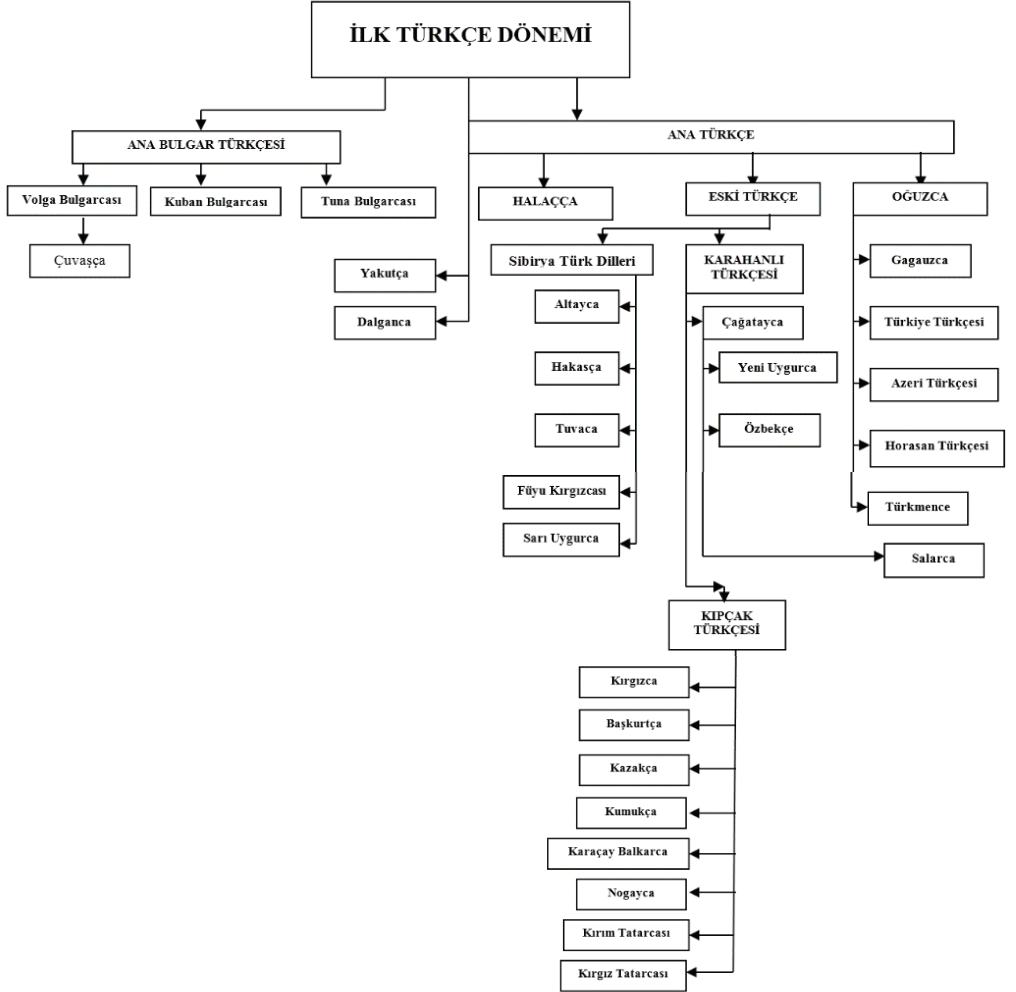 İLK TÜRKÇE DÖNEMİ
ANA BULGAR TÜRKÇESİ
ANA TÜRKÇE
Volga Bulgarcası
Kuban Bulgarcası
Tuna Bulgarcası
HALAÇÇA
ESKİ TÜRKÇE
OĞUZCA
Çuvaşça
Yakutça
Dalganca
Sibirya Türk Dilleri
Altayca
Hakasça
Tuvaca
Füyu Kırgızcası
Sarı Uygurca
KARAHANLI
TÜRKÇESİ
Çağatayca
Yeni Uygurca
Özbekçe
Gagauzca
Türkiye Türkçesi
Azeri Türkçesi
Horasan Türkçesi
Türkmence
Salarca
KIPÇAK
TÜRKÇESİ
Kırgızca
Başkurtça
Kazakça
Kumukça
Karaçay Balkarca
Nogayca
Kırım Tatarcası
Kırgız Tatarcası